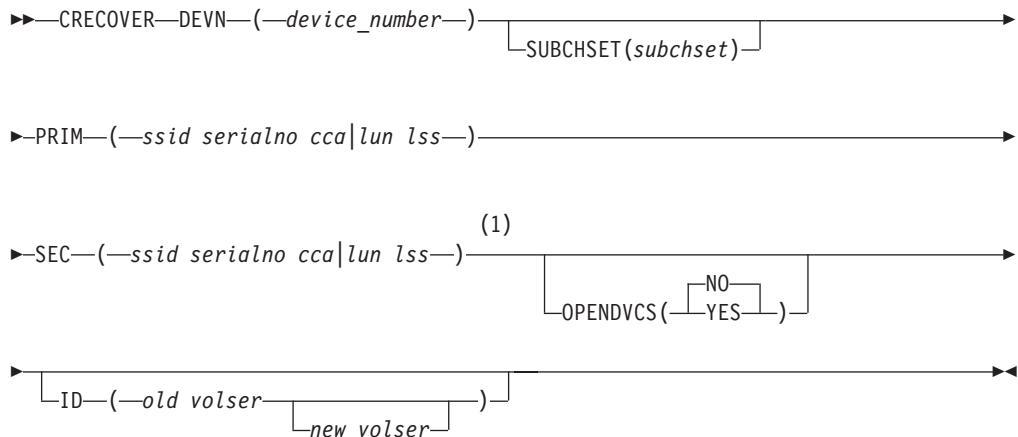 CRECOVER DEVN ( device_number )
SUBCHSET(subchset)
PRIM ( ssid serialno cca|lun lss )
(1)
SEC ( ssid serialno cca|lun lss )
NO
OPENDVCS( YES )
ID ( old volser )
new volser